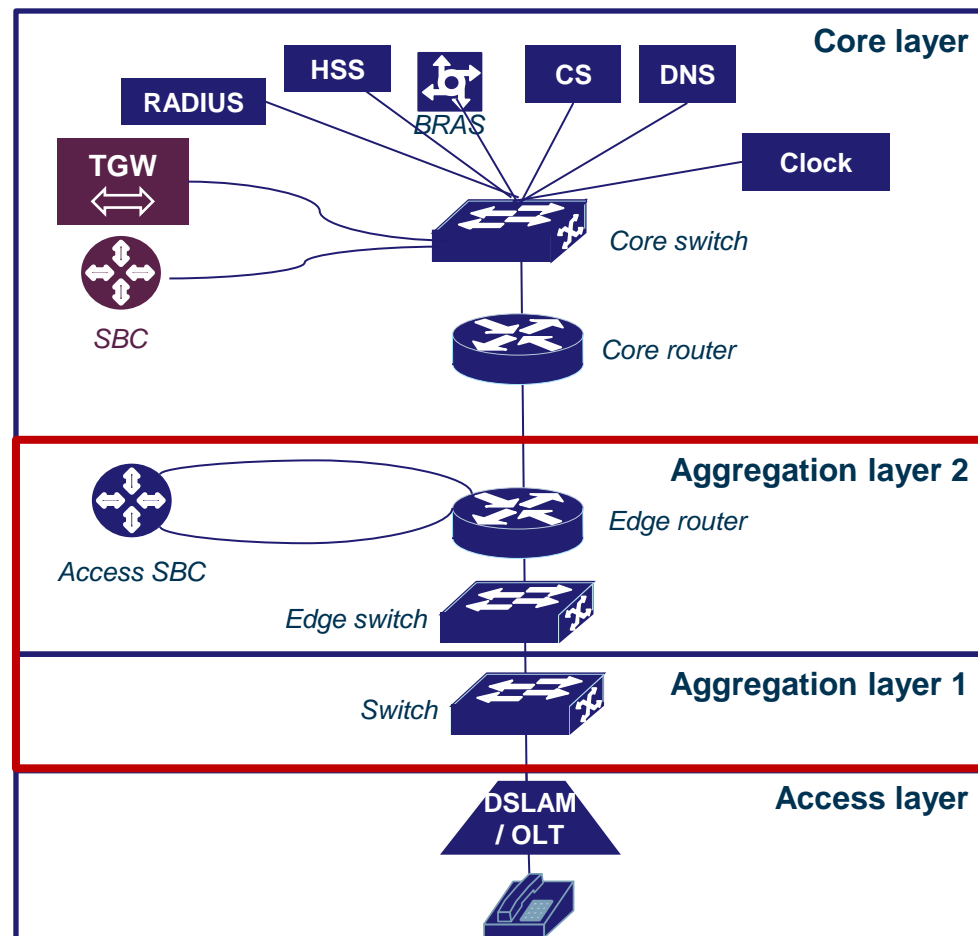 Core layer
HSS
CS
DNS
RADIUS
BRAS
TGW
Clock
Core switch
SBC
Core router
Aggregation layer 2
Edge router
Access SBC
Edge switch
Aggregation layer 1
Switch
Access layer
DSLAM
/ OLT